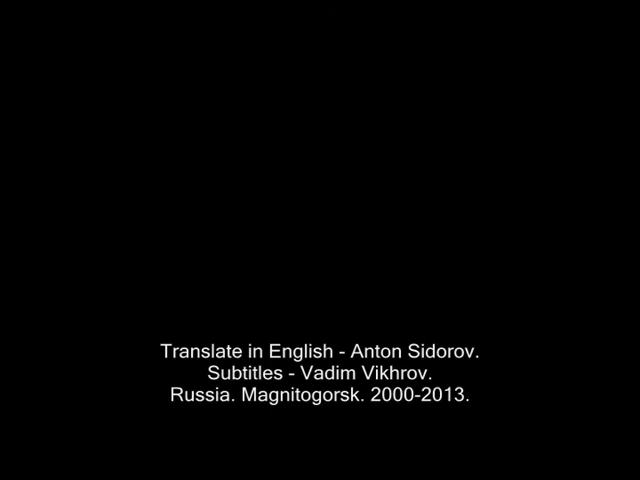 Translate in English - Anton Sidorov.
Subtitles - Vadim Vikhrov.
Russia. Magnitogorsk. 2000-2013.